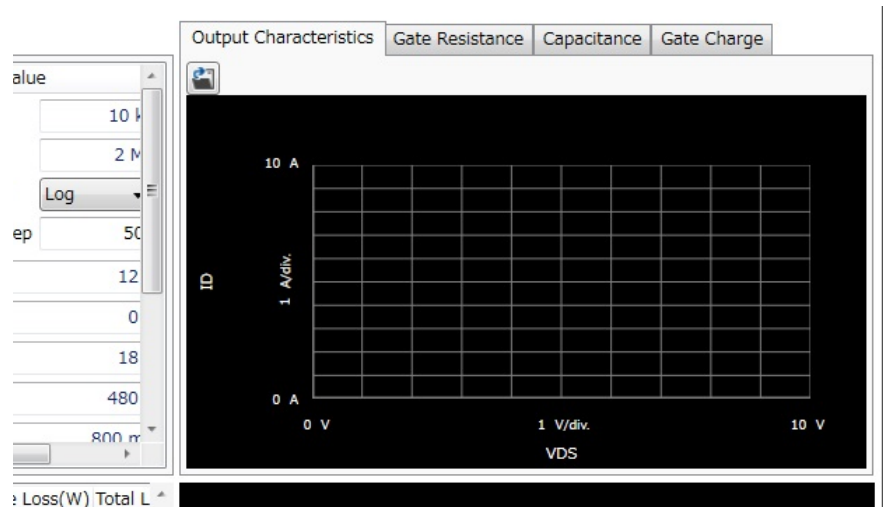 Output Characteristics Gate Resistance Capacitance Gate Charge
alue
10 k
2 M
Log
ep 50
12
0
18
480
800 m
10 A
1 A/div.
ID
0 A
0 V 1 V/div. 10 V
VDS
e Loss(W) Total L